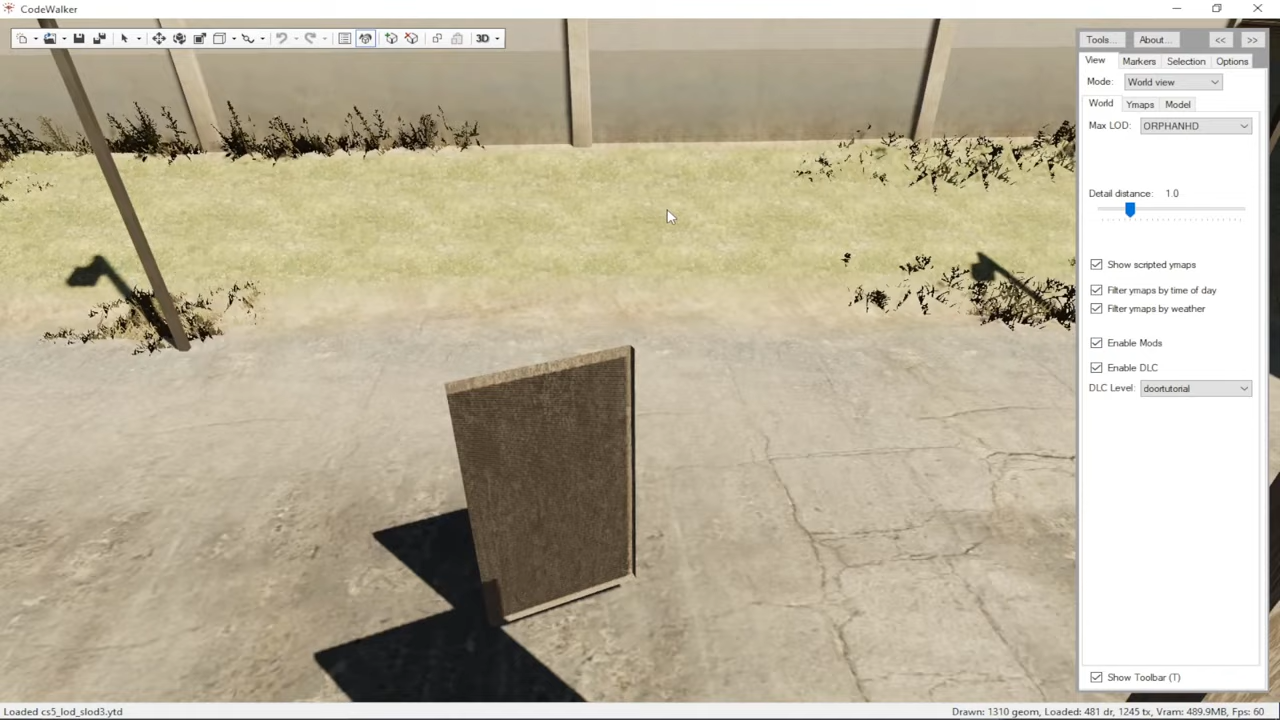 CodeWalker
3D
Tools...
About...
<<
>>
View
Markers
Selection
Options
Mode:
World view
World
Ymaps
Model
Max LOD:
ORPHANHD
Detail distance: 1.0
Show scripted ymaps
Filter ymaps by time of day
Filter ymaps by weather
Enable Mods
Enable DLC
DLC Level:
doortutorial
Show Toolbar (T)
Loaded cs5_lod_slod3.ytd
Drawn: 1310 geom, Loaded: 481 dr, 1245 tx, Vram: 489.9MB, Fps: 60